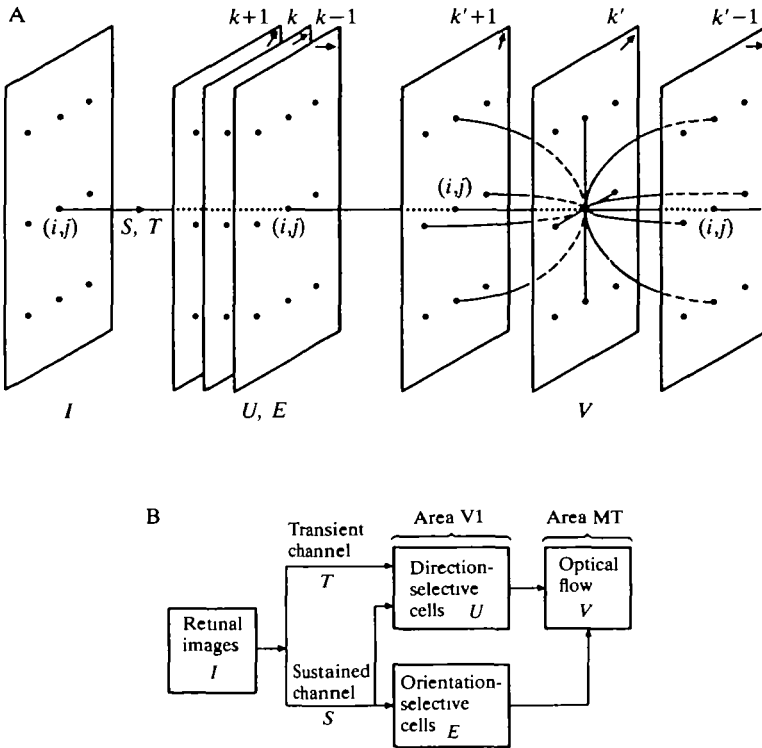 A
k+1 k k−1
k′+1
k′
k′−1
(i,j)
S, T
(i,j)
(i,j)
(i,j)
I
U, E
V
B
Area V1
Area MT
Transient
channel
T
Direction-
selective
cells U
Optical
flow
V
Retinal
images
I
Sustained
channel
S
Orientation-
selective
cells E